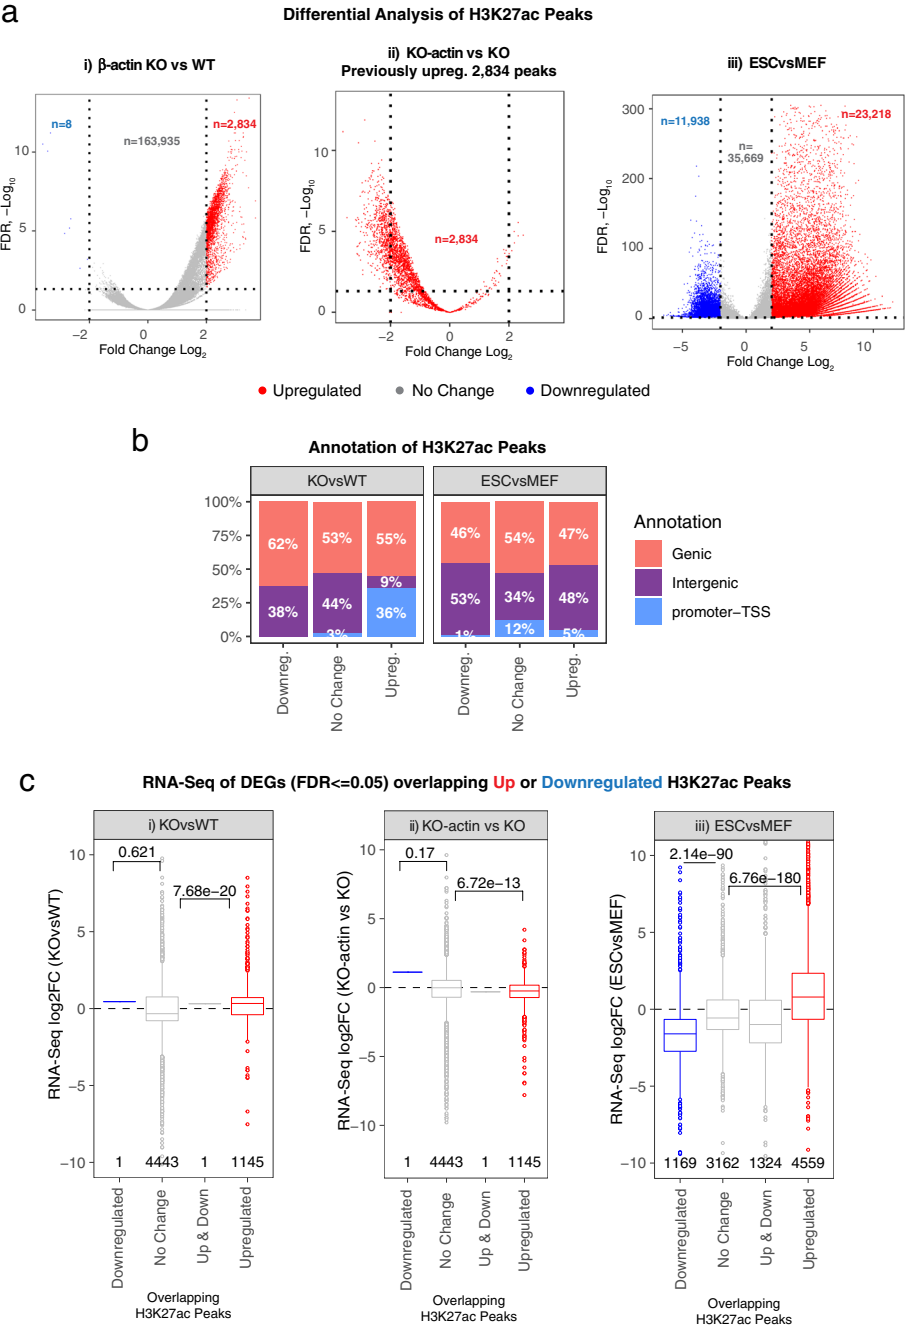 a
Differential Analysis of H3K27ac Peaks
i) β-actin KO vs WT
ii) KO-actin vs KO
Previously upreg. 2,834 peaks
iii) ESCvsMEF
FDR, −Log10
10
5
0
n=8
n=163,935
n=2,834
−2
0
2
Fold Change Log2
FDR, −Log10
10
5
0
n=2,834
−2
0
2
Fold Change Log2
FDR, −Log10
300
200
100
0
n=11,938
n=
35,669
n=23,218
−5
0
5
10
Fold Change Log2
Upregulated
No Change
Downregulated
b
Annotation of H3K27ac Peaks
KOvsWT
ESCvsMEF
100%
75%
50%
25%
0%
62%
38%
53%
44%
3%
55%
9%
36%
46%
53%
1%
54%
34%
12%
47%
48%
5%
Downreg.
No Change
Upreg.
Downreg.
No Change
Upreg.
Annotation
Genic
Intergenic
promoter−TSS
c
RNA-Seq of DEGs (FDR<=0.05) overlapping Up or Downregulated H3K27ac Peaks
i) KOvsWT
RNA−Seq log2FC (KOvsWT)
10
5
0
−5
−10
0.621
7.68e−20
1
4443
1
1145
Downregulated
No Change
Up & Down
Upregulated
Overlapping
H3K27ac Peaks
ii) KO-actin vs KO
RNA−Seq log2FC (KO-actin vs KO)
10
5
0
−5
−10
0.17
6.72e−13
1
4443
1
1145
Downregulated
No Change
Up & Down
Upregulated
Overlapping
H3K27ac Peaks
iii) ESCvsMEF
RNA−Seq log2FC (ESCvsMEF)
10
5
0
−5
−10
2.14e−90
6.76e−180
1169
3162
1324
4559
Downregulated
No Change
Up & Down
Upregulated
Overlapping
H3K27ac Peaks